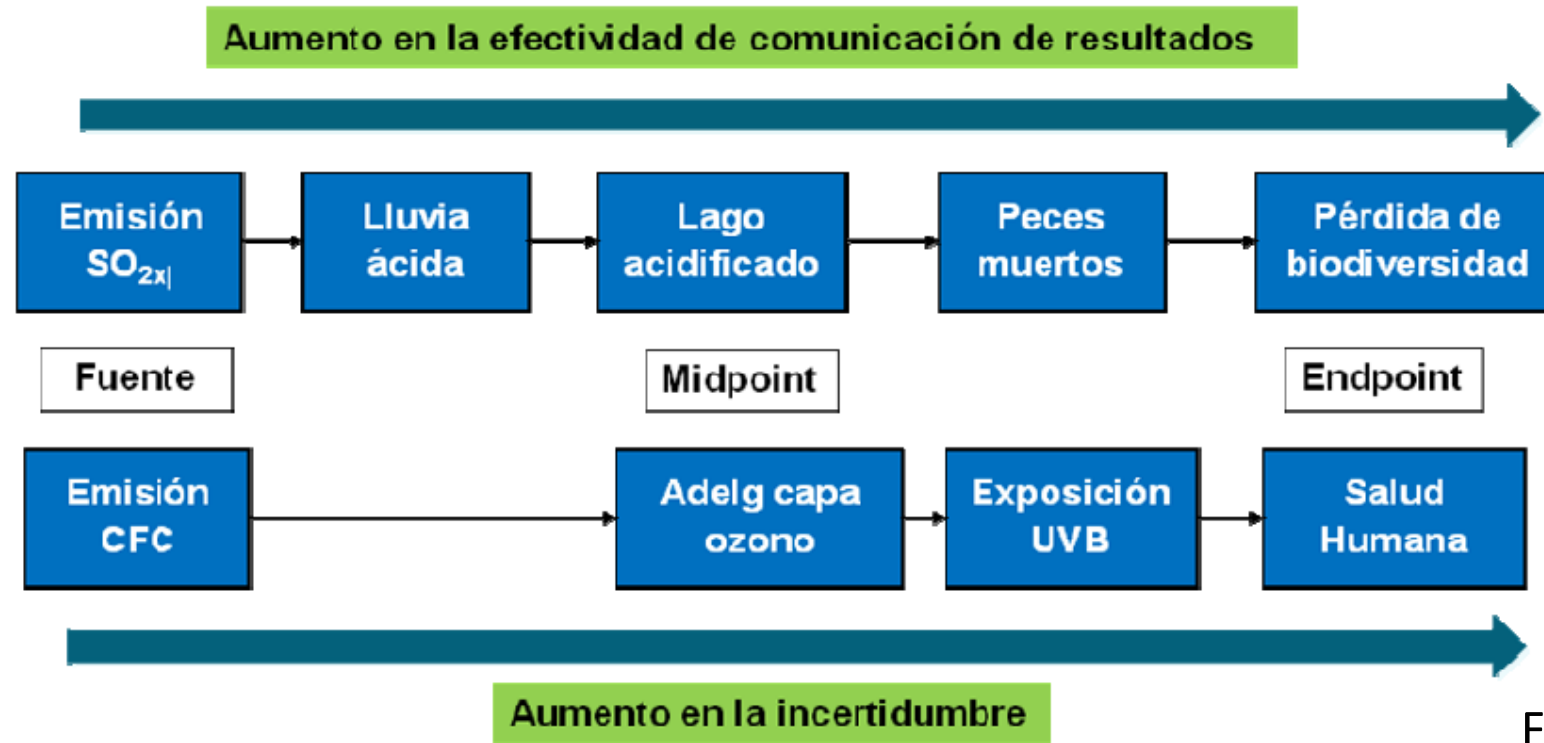 Aumento en la efectividad de comunicación de resultados
Emisión
SO2x|
Lluvia
ácida
Lago
acidificado
Peces
muertos
Pérdida de
biodiversidad
Fuente
Midpoint
Endpoint
Emisión
CFC
Adelg capa
ozono
Exposición
UVB
Salud
Humana
Aumento en la incertidumbre
F